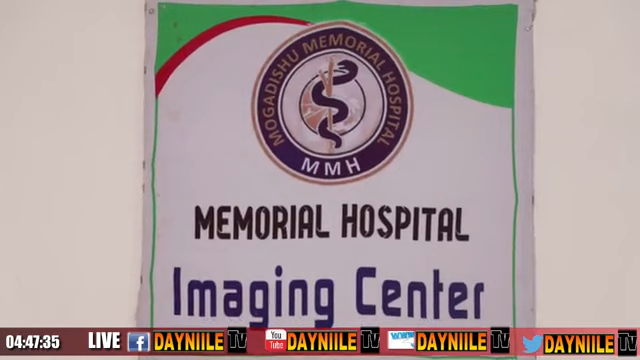 MOGADISHU MEMORIAL HOSPITAL
MMH
MEMORIAL HOSPITAL
Imaging Center
04:47:35 LIVE f DAYNIILE TV You Tube DAYNIILE TV DAYNIILE TV DAYNIILE TV